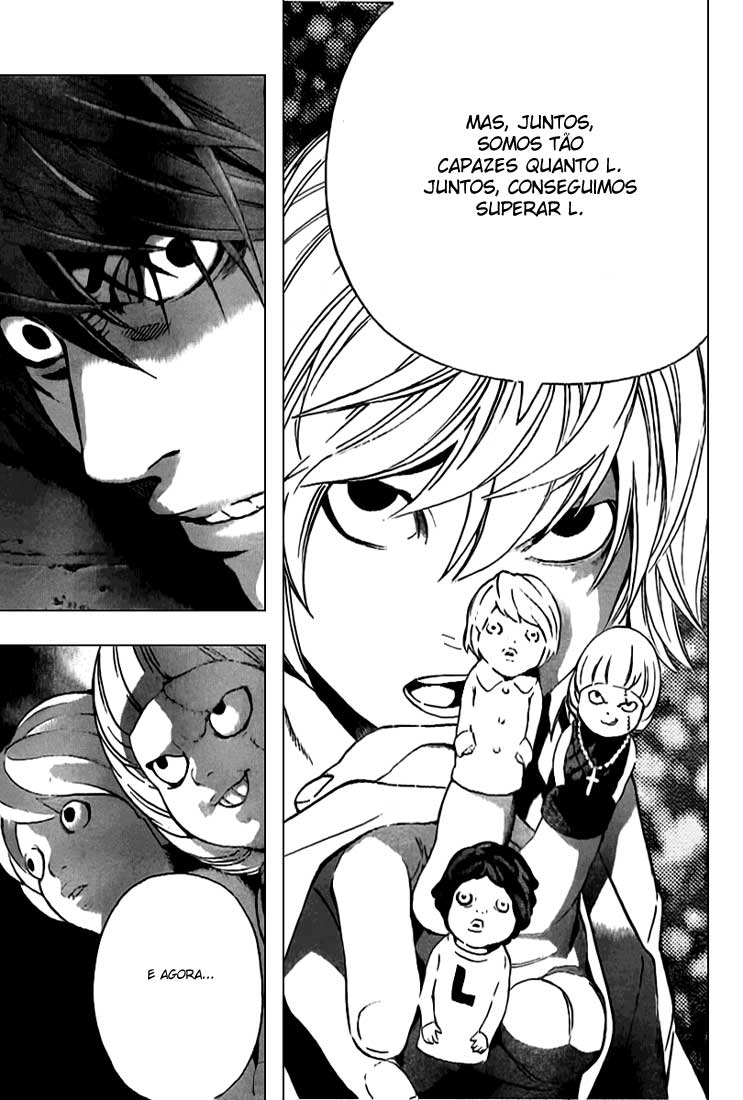 MAS, JUNTOS,
SOMOS TÃO
CAPAZES QUANTO L.
JUNTOS, CONSEGUIMOS
SUPERAR L.
L
E AGORA...